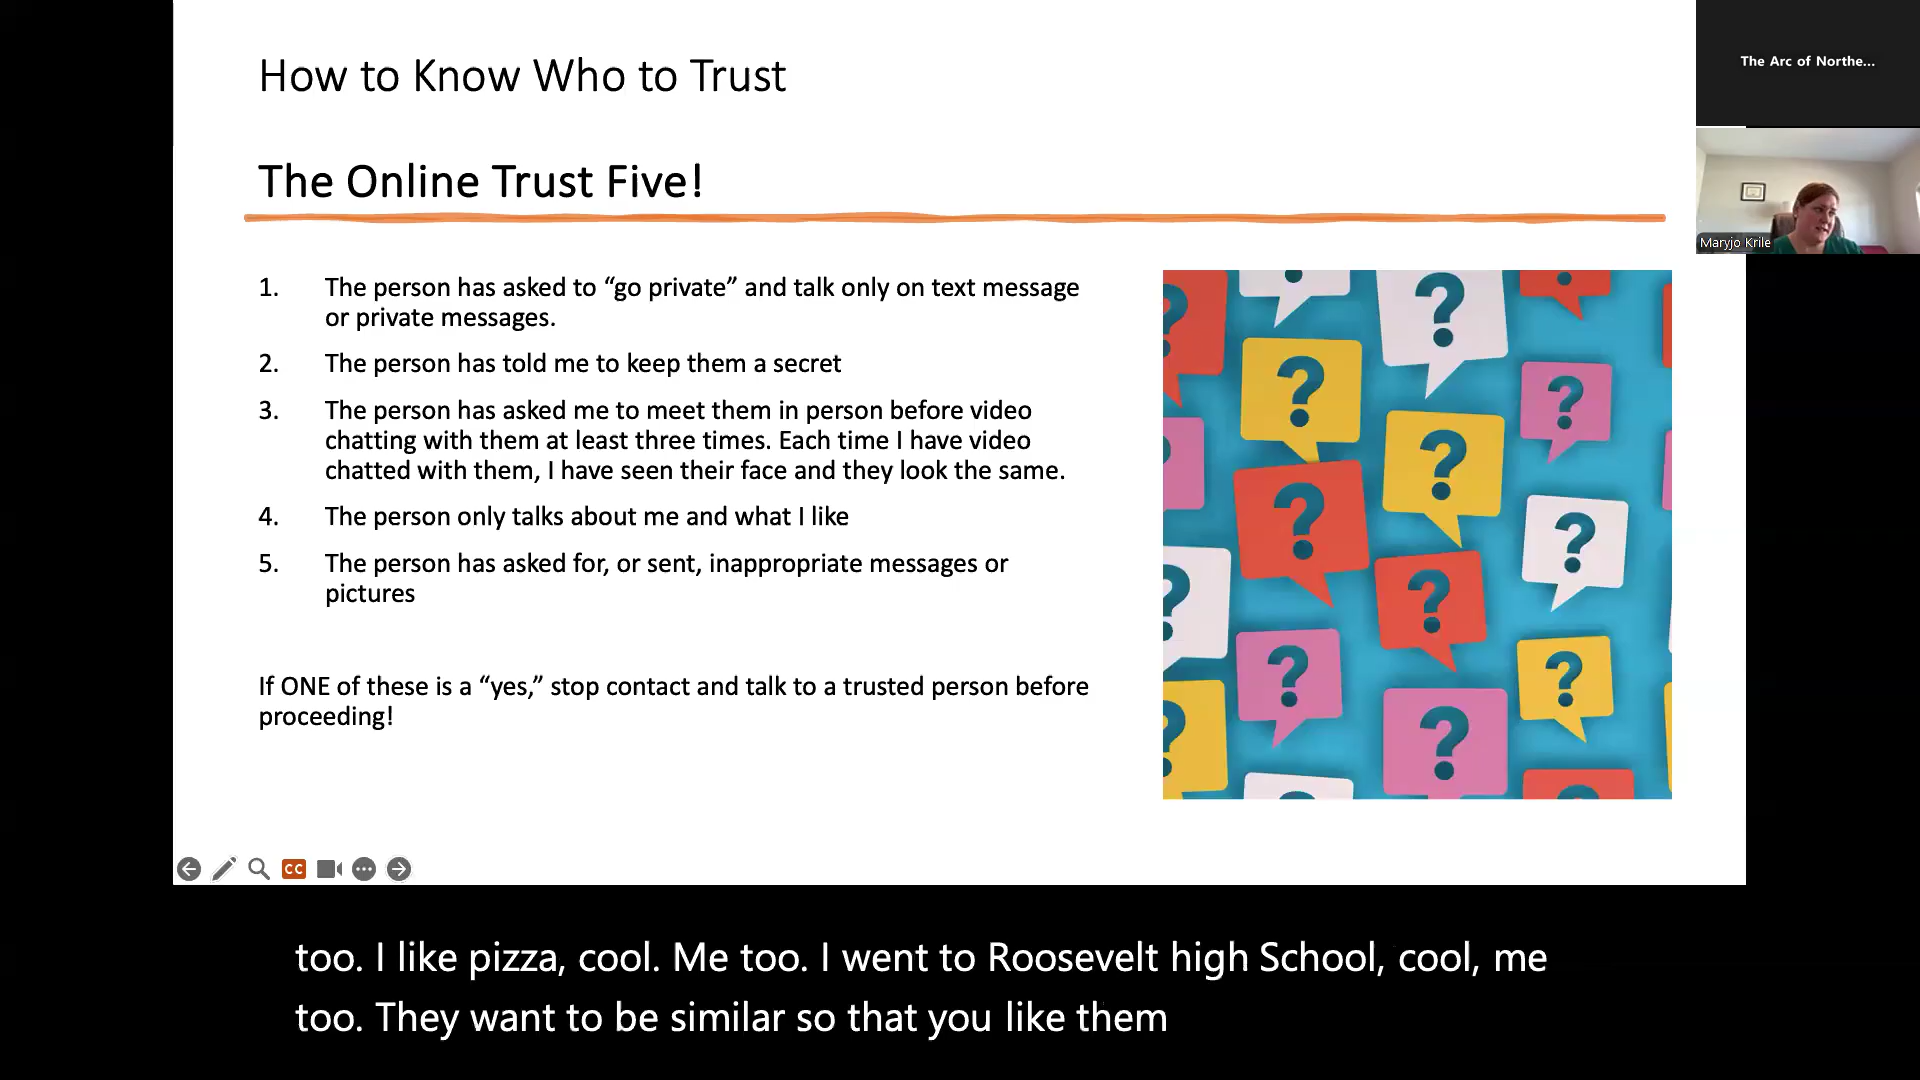 How to Know Who to Trust
The Online Trust Five!
1. The person has asked to “go private” and talk only on text message
or private messages.
2. The person has told me to keep them a secret
3. The person has asked me to meet them in person before video
chatting with them at least three times. Each time I have video
chatted with them, I have seen their face and they look the same.
4. The person only talks about me and what I like
5. The person has asked for, or sent, inappropriate messages or
pictures
If ONE of these is a “yes,” stop contact and talk to a trusted person before
proceeding!
The Arc of Northe...
Maryjo Krile
?
?
?
?
?
?
?
?
?
?
?
CC
too. I like pizza, cool. Me too. I went to Roosevelt high School, cool, me
too. They want to be similar so that you like them